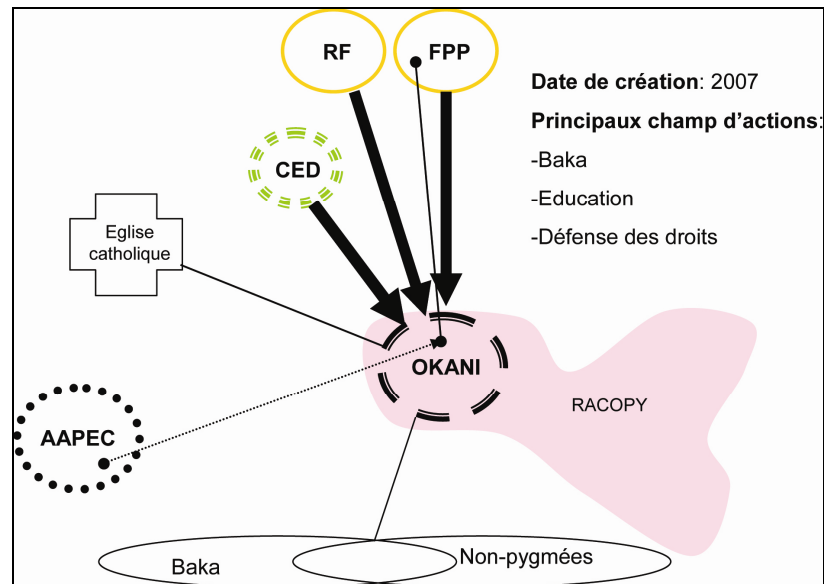 RF
FPP
Date de création: 2007
Principaux champ d'actions:
-Baka
-Education
-Défense des droits
CED
Eglise
catholique
OKANI
RACOPY
AAPEC
Baka
Non-pygmées